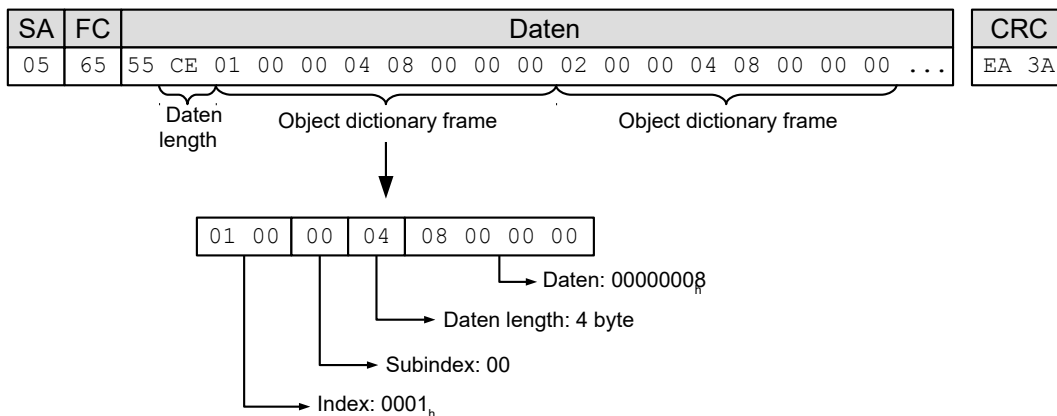 SA FC Daten CRC
05 65 55 CE 01 00 00 04 08 00 00 00 02 00 00 04 08 00 00 00 ... EA 3A
Daten length
Object dictionary frame
Object dictionary frame
01 00 00 04 08 00 00 00
Daten: 00000008h
Daten length: 4 byte
Subindex: 00
Index: 0001h